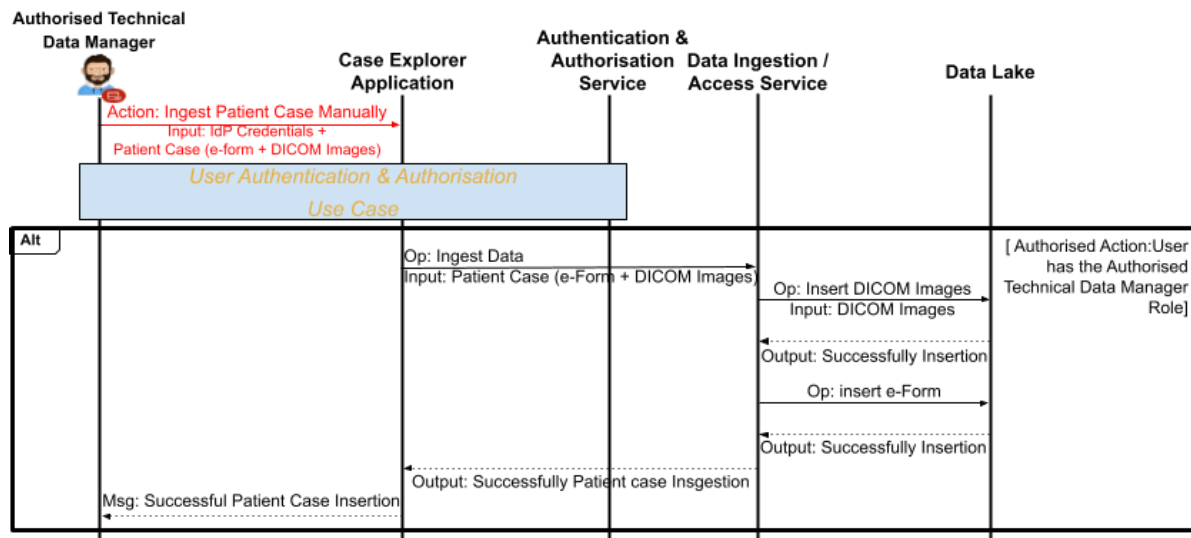 Authorised Technical
Data Manager
Case Explorer
Application
Authentication &
Authorisation
Service
Data Ingestion /
Access Service
Data Lake
Action: Ingest Patient Case Manually
Input: IdP Credentials +
Patient Case (e-form + DICOM Images)
User Authentication & Authorisation
Use Case
Alt
[ Authorised Action:User
has the Authorised
Technical Data Manager
Role]
Op: Ingest Data
Input: Patient Case (e-Form + DICOM Images)
Op: Insert DICOM Images
Input: DICOM Images
Output: Successfully Insertion
Op: insert e-Form
Output: Successfully Insertion
Output: Successfully Patient case Insgestion
Msg: Successful Patient Case Insertion